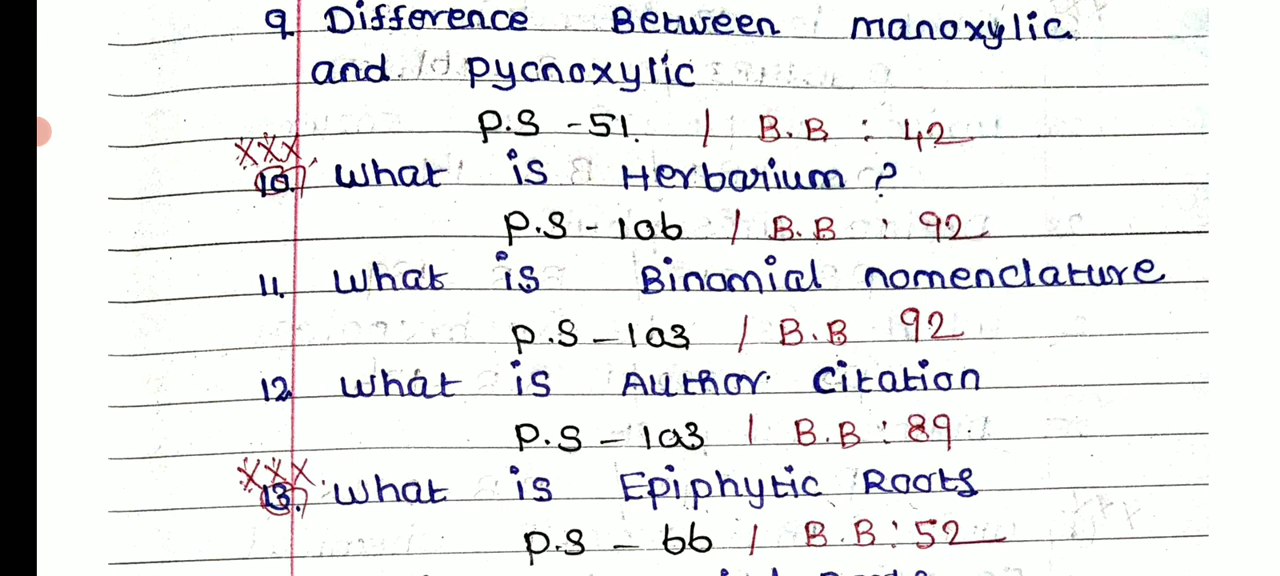 9. Difference Between manoxylic
and pycnoxylic
P.S - 51. / B.B : 42
XXX
10. What is Herbarium ?
P.S - 106 / B.B : 92
11. What is Binomial nomenclature
P.S - 103 / B.B 92
12. What is Author Citation
P.S - 103 / B.B : 89
XXX
13. What is Epiphytic Roots
P.S - 66 / B.B : 52